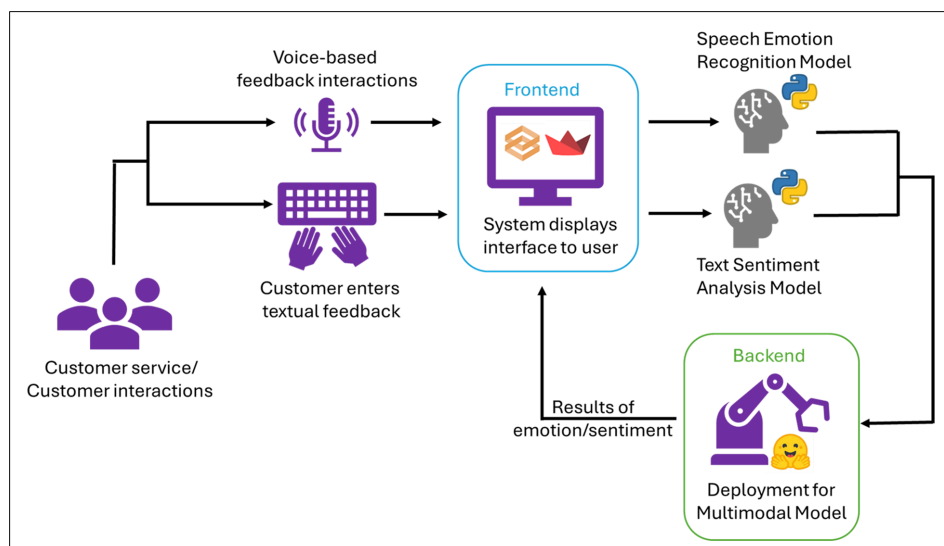 Voice-based
feedback interactions
Speech Emotion
Recognition Model
Frontend
System displays
interface to user
Customer enters
textual feedback
Text Sentiment
Analysis Model
Customer service/
Customer interactions
Backend
Results of
emotion/sentiment
Deployment for
Multimodal Model